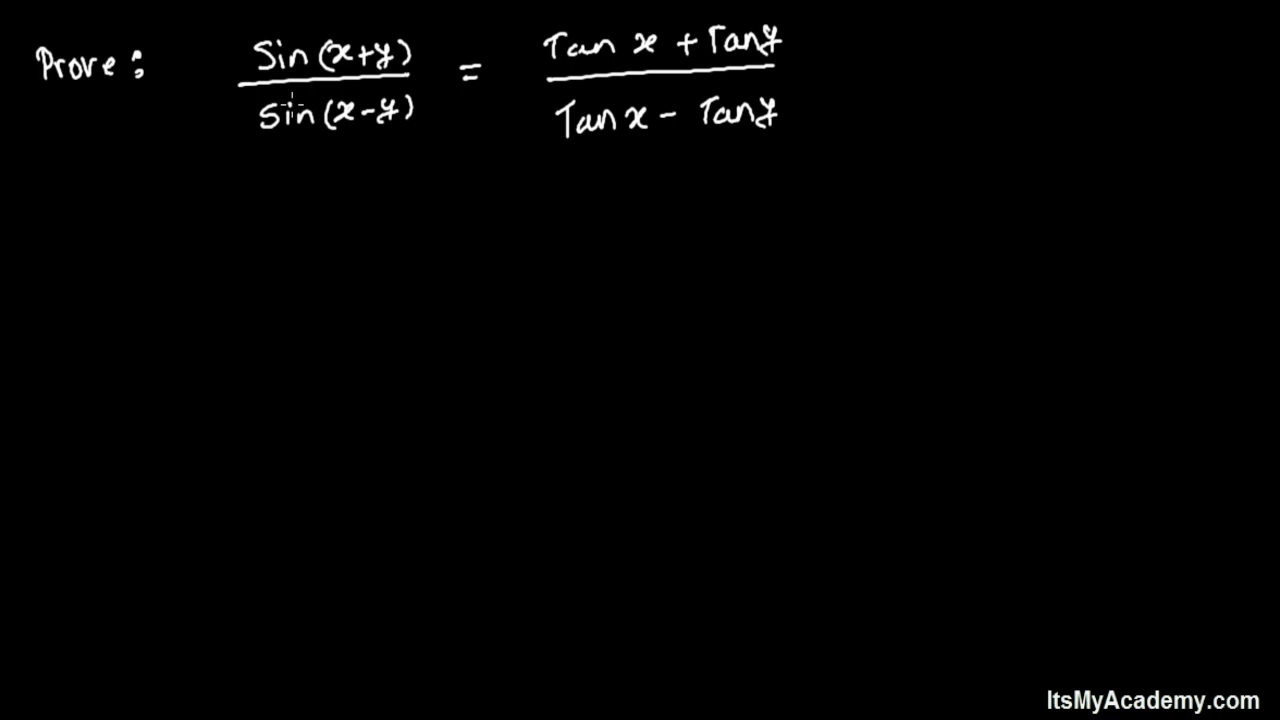 Prove: Sin(x+y) / Sin(x-y) = Tan x + Tan y / Tan x - Tan y
ItsMyAcademy.com